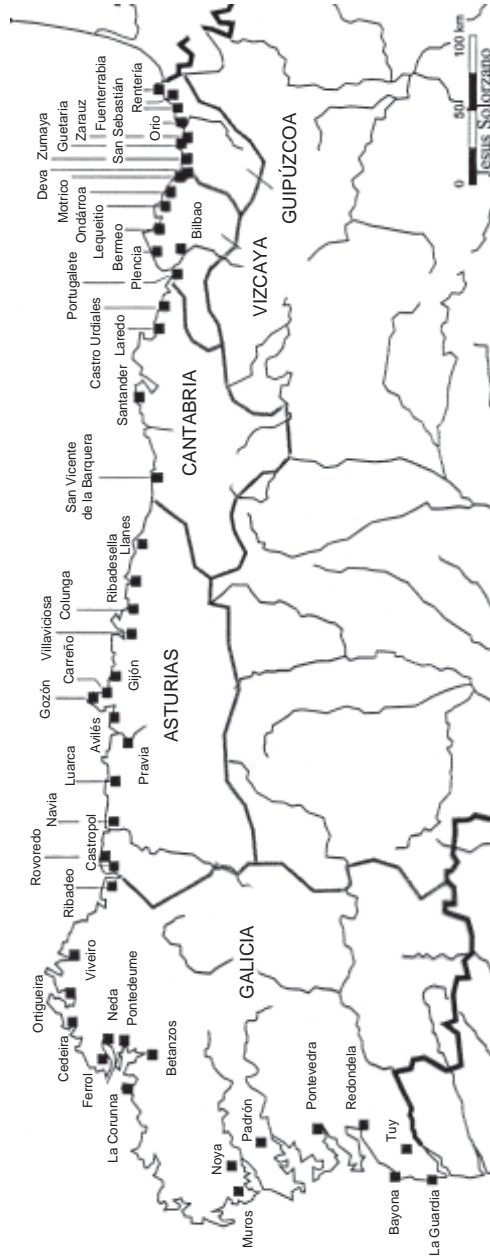 Ortigueira
Cedeira
Ferrol
Neda
Pontedeume
La Corunna
Betanzos
Viveiro
Ribadeo
Rovoredo
Castropol
Navia
Luarca
Pravia
Avilés
Gozón
Carreño
Gijón
Villaviciosa
Colunga
Ribadesella
Llanes
San Vicente
de la Barquera
Santander
Laredo
Castro Urdiales
Portugalete
Bilbao
Plencia
Bermeo
Lequeitio
Ondárroa
Motrico
Deva
Zumaya
Guetaria
Zarauz
Orio
San Sebastián
Rentería
Fuenterrabia
GALICIA
ASTURIAS
CANTABRIA
VIZCAYA
GUIPÚZCOA
Noya
Muros
Padrón
Pontevedra
Redondela
Bayona
Tuy
La Guardia
0 50 100 km
Jesus Solorzano